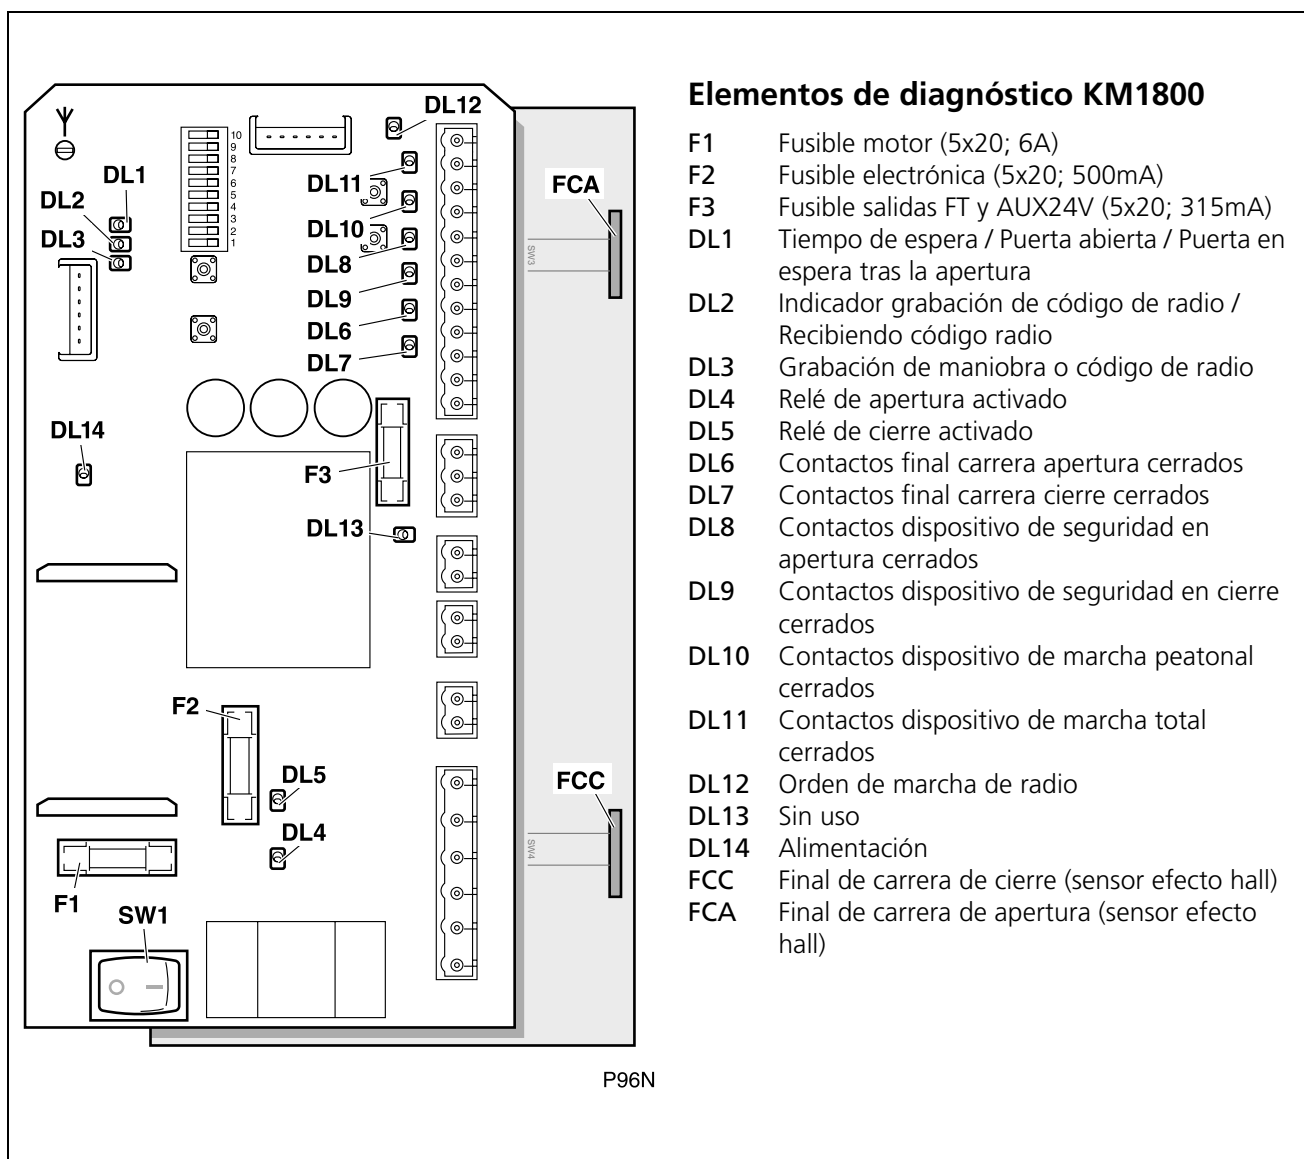 DL12
10
9
8
7
6
5
4
3
2
1
DL1
DL2
DL3
DL11
DL10
DL8
DL9
DL6
DL7
FCA
SW3
DL14
F3
DL13
F2
DL5
DL4
FCC
SW4
F1
SW1
P96N
Elementos de diagnóstico KM1800
F1 Fusible motor (5x20; 6A)
F2 Fusible electrónica (5x20; 500mA)
F3 Fusible salidas FT y AUX24V (5x20; 315mA)
DL1 Tiempo de espera / Puerta abierta / Puerta en
espera tras la apertura
DL2 Indicador grabación de código de radio /
Recibiendo código radio
DL3 Grabación de maniobra o código de radio
DL4 Relé de apertura activado
DL5 Relé de cierre activado
DL6 Contactos final carrera apertura cerrados
DL7 Contactos final carrera cierre cerrados
DL8 Contactos dispositivo de seguridad en
apertura cerrados
DL9 Contactos dispositivo de seguridad en cierre
cerrados
DL10 Contactos dispositivo de marcha peatonal
cerrados
DL11 Contactos dispositivo de marcha total
cerrados
DL12 Orden de marcha de radio
DL13 Sin uso
DL14 Alimentación
FCC Final de carrera de cierre (sensor efecto hall)
FCA Final de carrera de apertura (sensor efecto
hall)